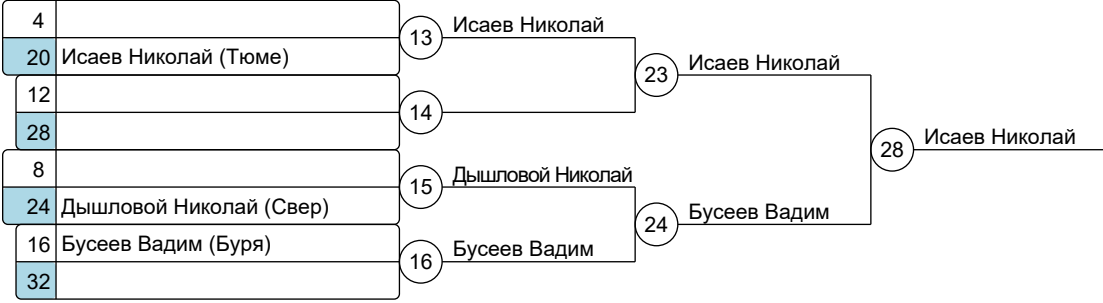 4
20 Исаев Николай (Тюме)
12
28
8
24 Дышловой Николай (Свер)
16 Бусеев Вадим (Буря)
32
13 Исаев Николай
14
15 Дышловой Николай
16 Бусеев Вадим
23 Исаев Николай
24 Бусеев Вадим
28 Исаев Николай